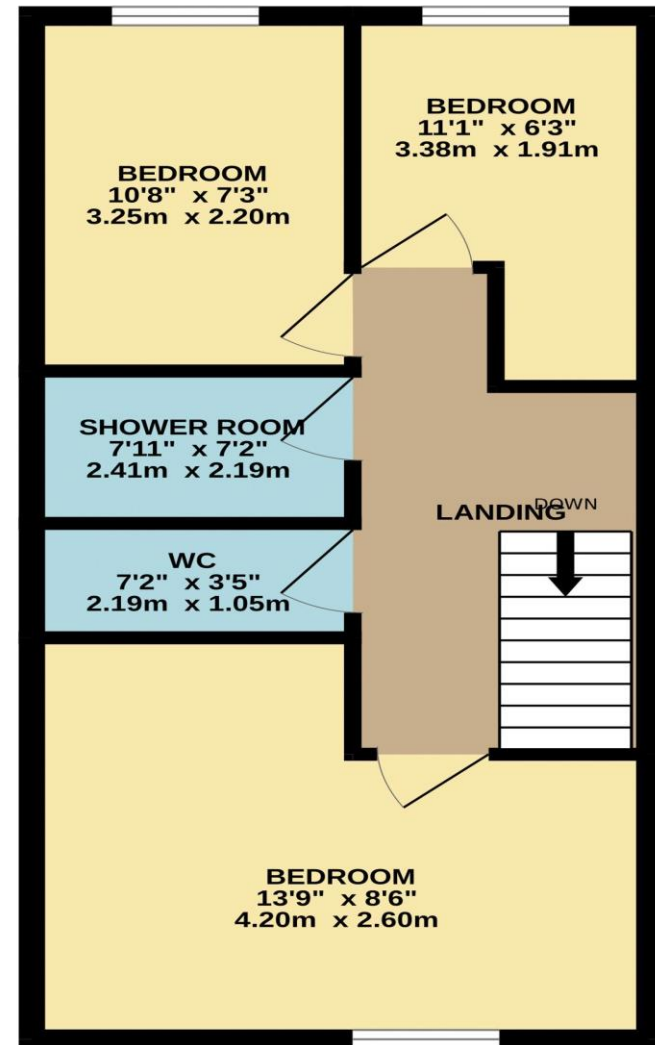 BEDROOM
11'1" x 6'3"
3.38m x 1.91m
BEDROOM
10'8" x 7'3"
3.25m x 2.20m
SHOWER ROOM
7'11" x 7'2"
2.41m x 2.19m
DOWN
LANDING
WC
7'2" x 3'5"
2.19m x 1.05m
BEDROOM
13'9" x 8'6"
4.20m x 2.60m